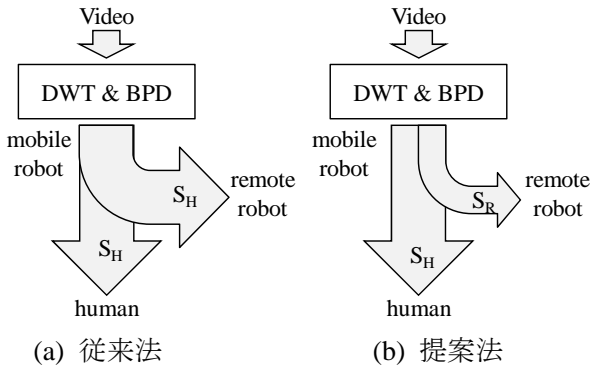 Video
DWT & BPD
mobile
robot
S_H
remote
robot
S_H
human
(a) 従来法
Video
DWT & BPD
mobile
robot
S_R
remote
robot
S_H
human
(b) 提案法